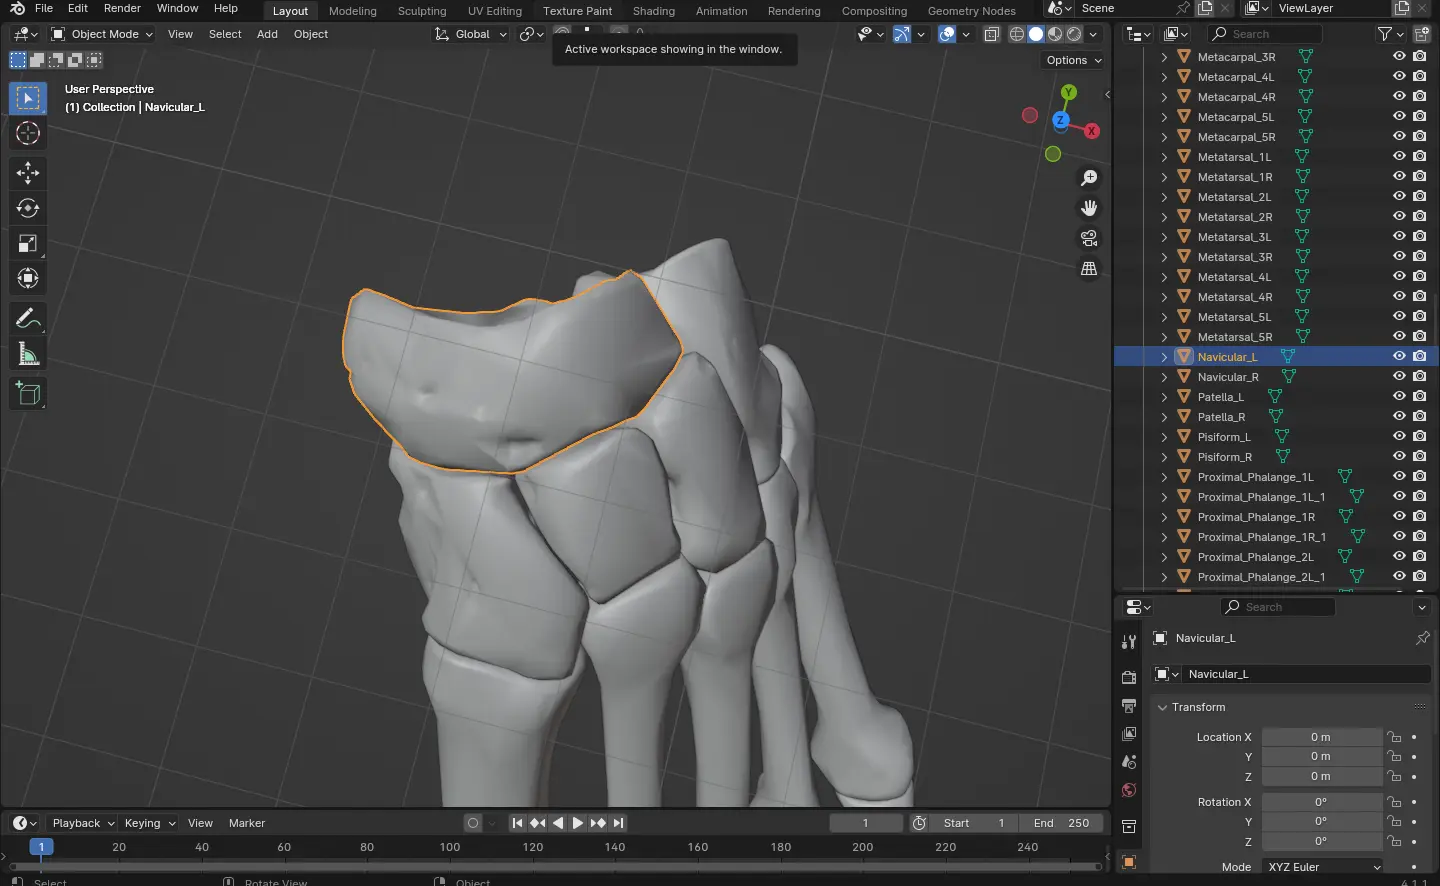 File Edit Render Window Help Layout Modeling Sculpting UV Editing Texture Paint Shading Animation Rendering Compositing Geometry Nodes Scene ViewLayer
Object Mode View Select Add Object Global Search
Active workspace showing in the window.
Options
User Perspective
(1) Collection | Navicular_L
Y
Z
X
Metacarpal_3R
Metacarpal_4L
Metacarpal_4R
Metacarpal_5L
Metacarpal_5R
Metatarsal_1L
Metatarsal_1R
Metatarsal_2L
Metatarsal_2R
Metatarsal_3L
Metatarsal_3R
Metatarsal_4L
Metatarsal_4R
Metatarsal_5L
Metatarsal_5R
Navicular_L
Navicular_R
Patella_L
Patella_R
Pisiform_L
Pisiform_R
Proximal_Phalange_1L
Proximal_Phalange_1L_1
Proximal_Phalange_1R
Proximal_Phalange_1R_1
Proximal_Phalange_2L
Proximal_Phalange_2L_1
Search
Navicular_L
Navicular_L
Transform
Location X 0 m
Y 0 m
Z 0 m
Rotation X 0°
Y 0°
Z 0°
Mode XYZ Euler
Playback Keying View Marker 1 Start 1 End 250
1 20 40 60 80 100 120 140 160 180 200 220 240
Select Rotate View Object 4.1.1